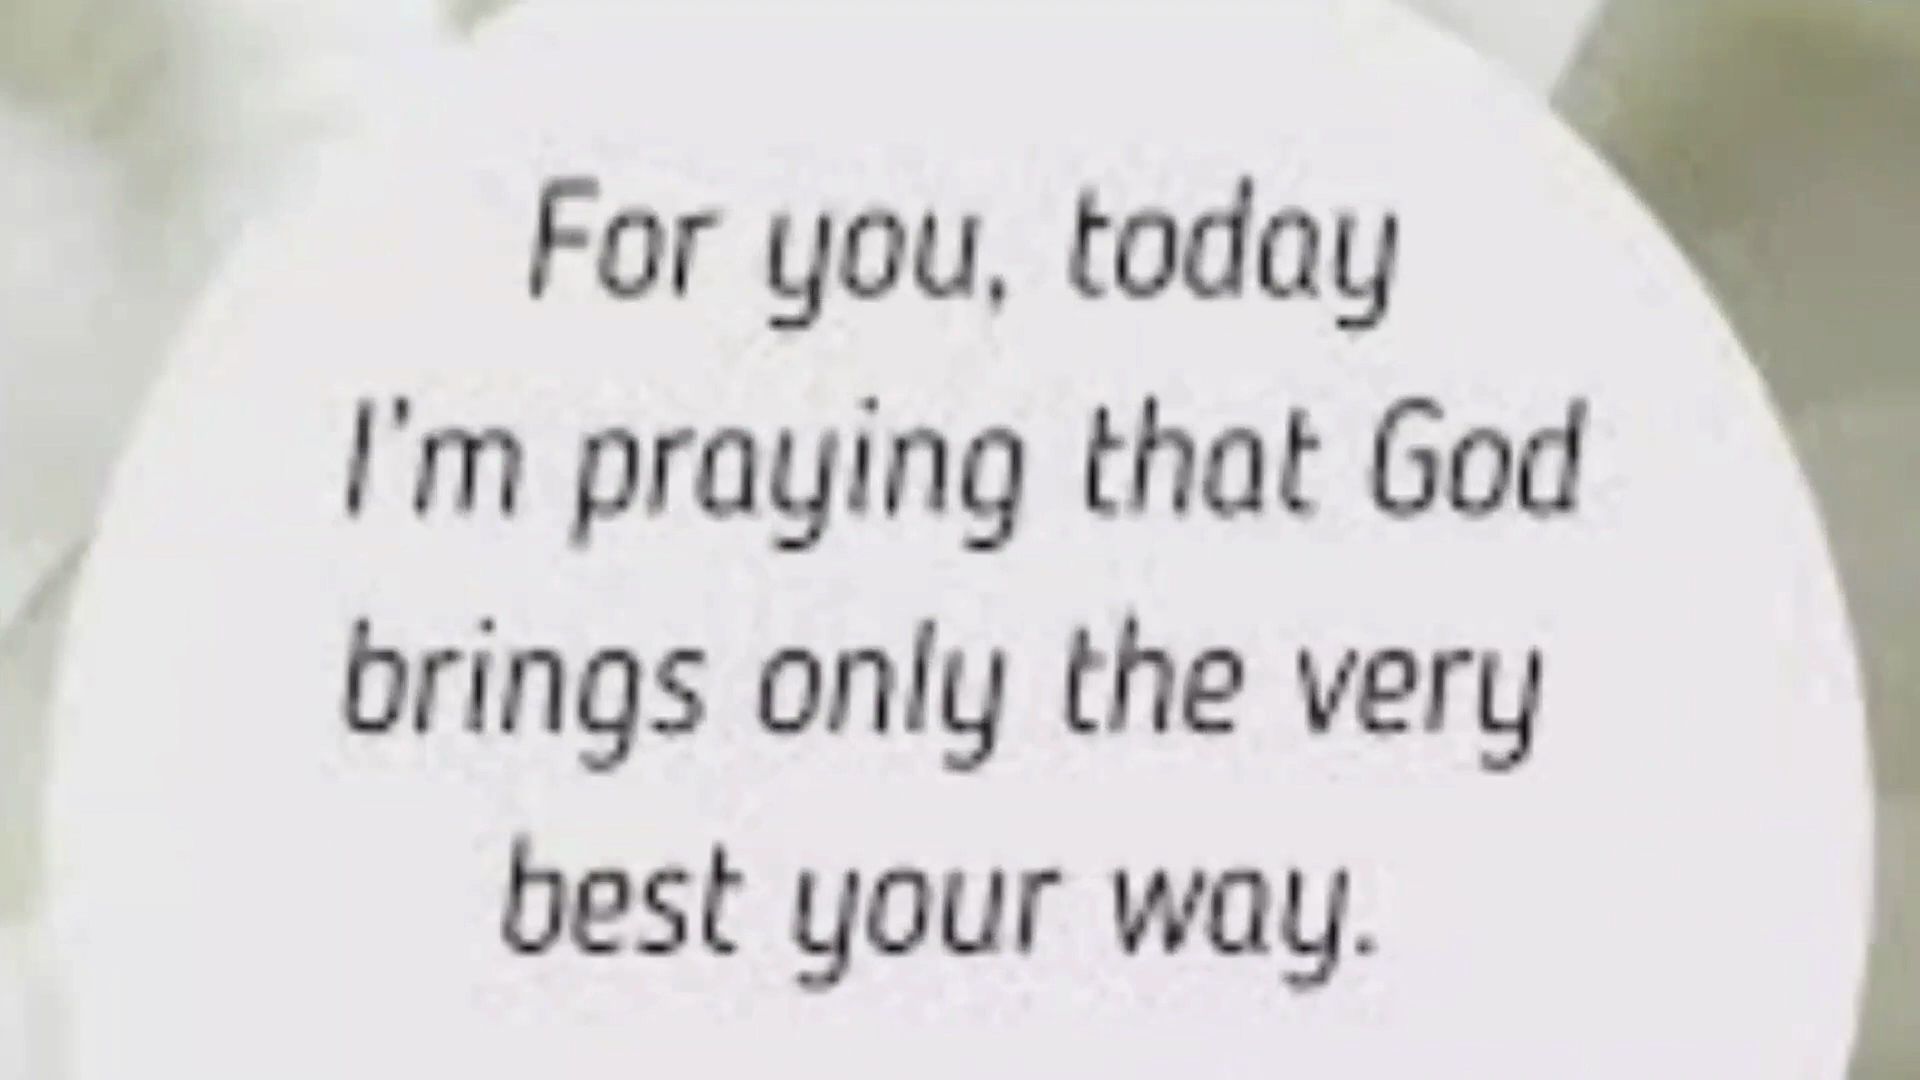 For you, today
I'm praying that God
brings only the very
best your way.